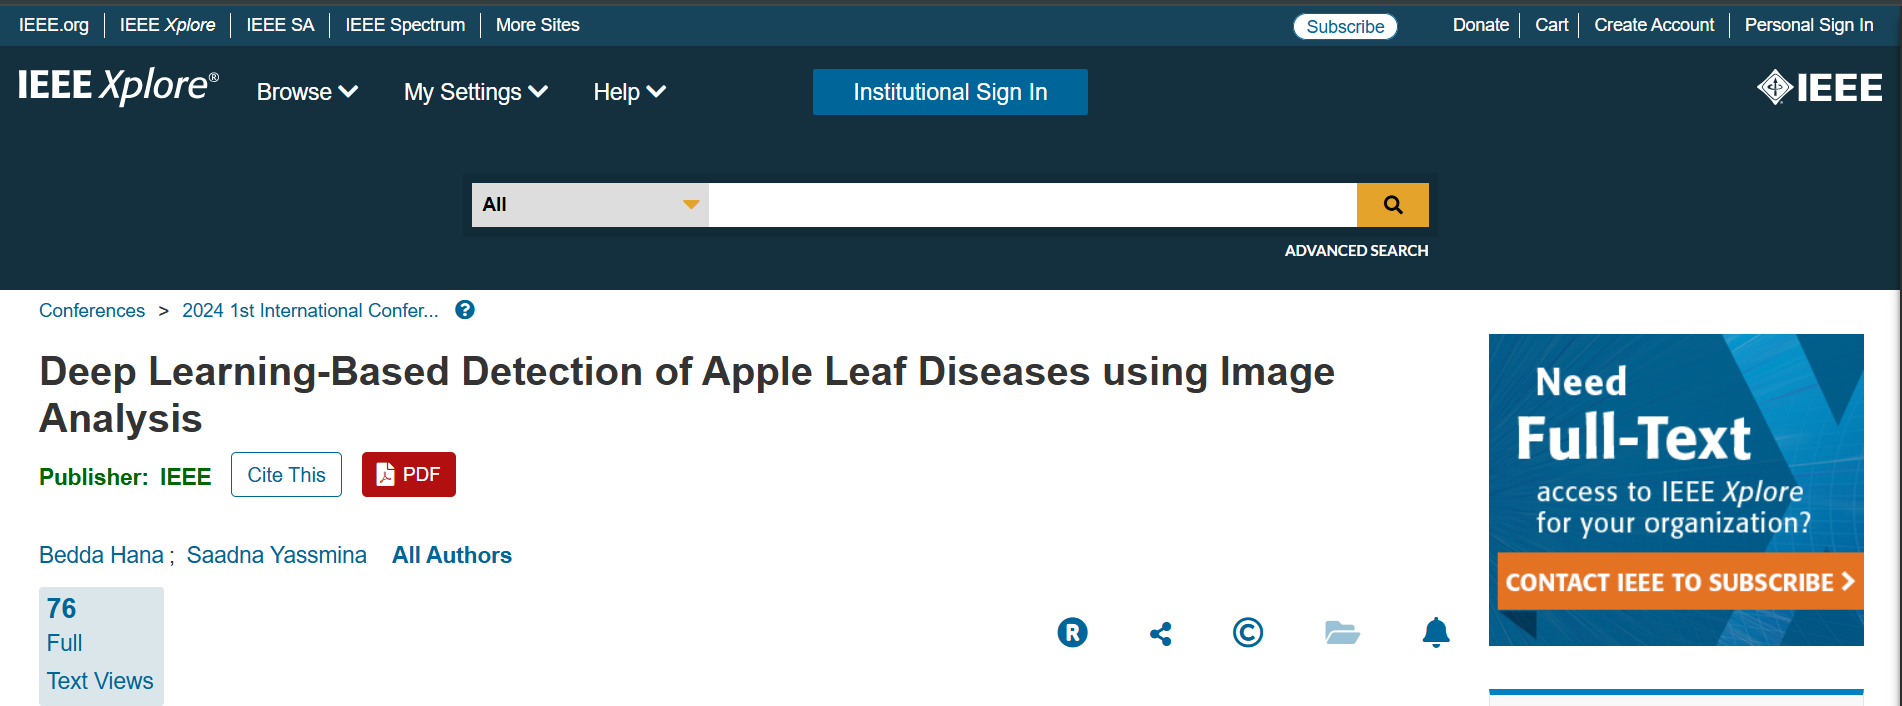 IEEE.org IEEE Xplore IEEE SA IEEE Spectrum More Sites Subscribe Donate Cart Create Account Personal Sign In
IEEE Xplore® Browse My Settings Help Institutional Sign In IEEE
All
ADVANCED SEARCH
Conferences > 2024 1st International Confer... ?
Deep Learning-Based Detection of Apple Leaf Diseases using Image
Analysis
Publisher: IEEE Cite This PDF
Bedda Hana ; Saadna Yassmina All Authors
76
Full
Text Views
R ©
Need
Full-Text
access to IEEE Xplore
for your organization?
CONTACT IEEE TO SUBSCRIBE >